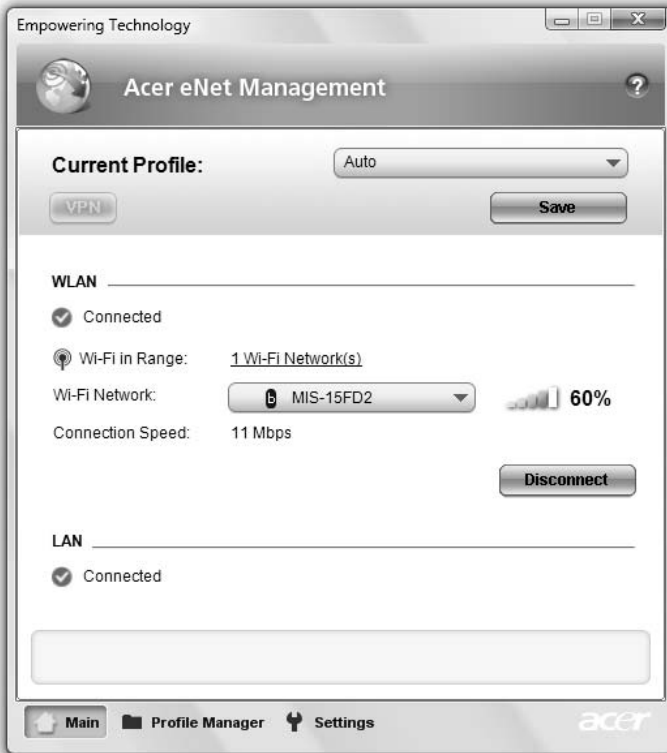 Empowering Technology
Acer eNet Management
?
Current Profile: Auto
VPN Save
WLAN
Connected
Wi-Fi in Range: 1 Wi-Fi Network(s)
Wi-Fi Network: b MIS-15FD2 60%
Connection Speed: 11 Mbps
Disconnect
LAN
Connected
Main Profile Manager Settings acer